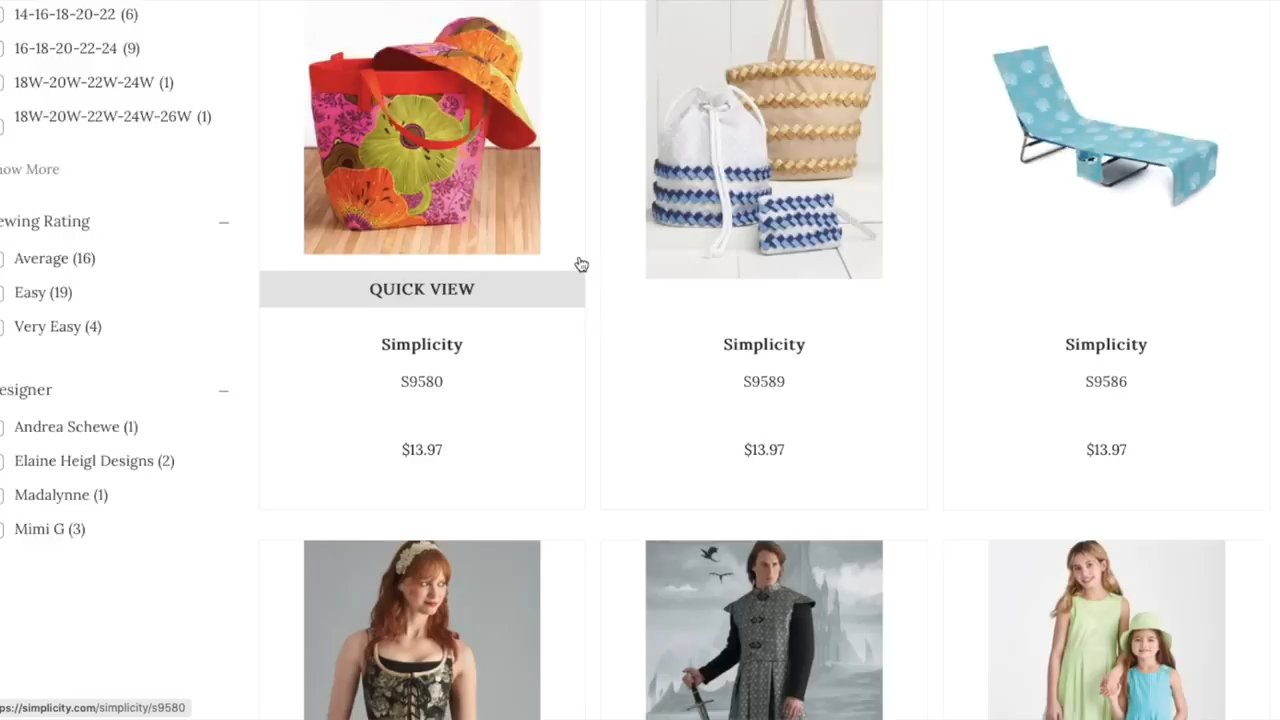 14-16-18-20-22 (6)
16-18-20-22-24 (9)
18W-20W-22W-24W (1)
18W-20W-22W-24W-26W (1)
how More
ewing Rating
Average (16)
Easy (19)
Very Easy (4)
esigner
Andrea Schewe (1)
Elaine Heigl Designs (2)
Madalynne (1)
Mimi G (3)
QUICK VIEW
Simplicity
S9580
$13.97
Simplicity
S9589
$13.97
Simplicity
S9586
$13.97
ps://simplicity.com/simplicity/s9580